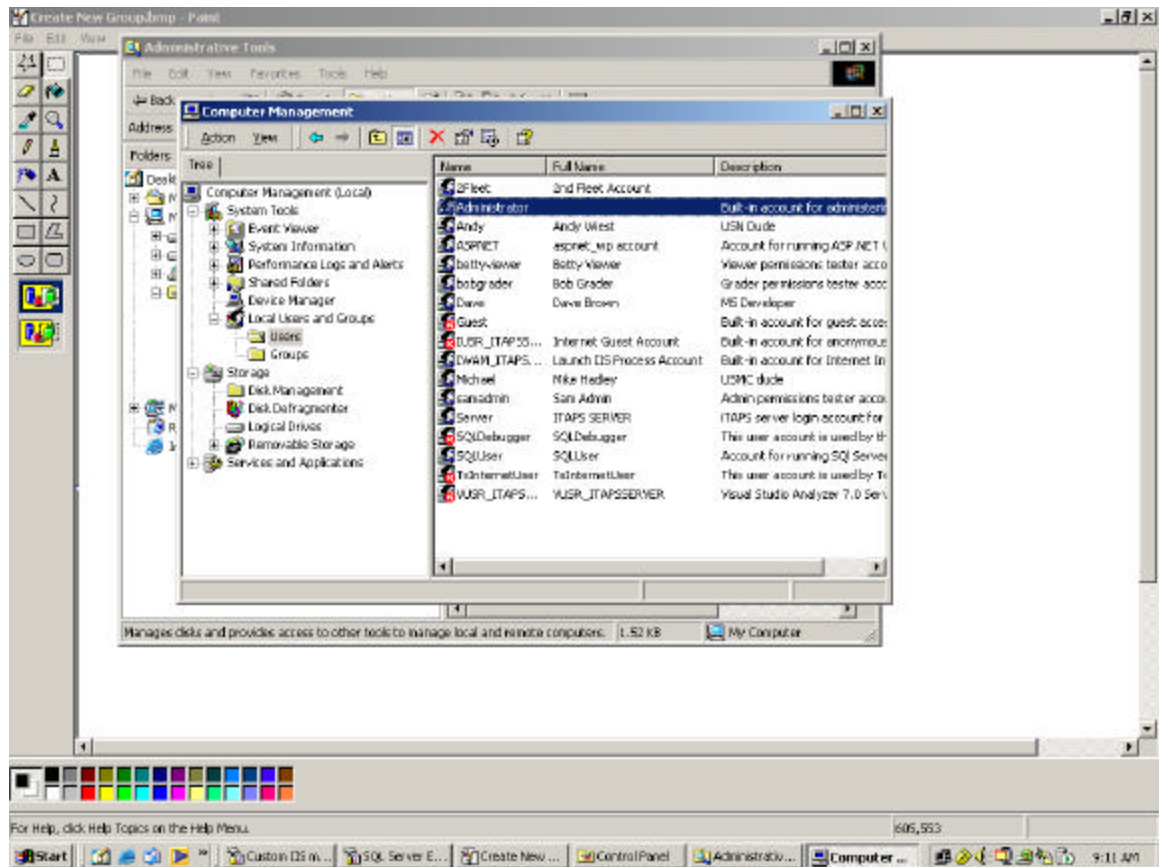 Create New Group.bmp - Paint
File Edit View
Administrative Tools
File Edit View Favorites Tools Help
Back
Address
Folders
Computer Management
Action View
Tree
Computer Management (Local)
System Tools
Event Viewer
System Information
Performance Logs and Alerts
Shared Folders
Device Manager
Local Users and Groups
Users
Groups
Storage
Disk Management
Disk Defragmenter
Logical Drives
Removable Storage
Services and Applications
Name Full Name Description
2Fleet 2nd Fleet Account
Administrator Built-in account for administerin
Andy Andy West USN Dude
ASPNET aspnet_wp account Account for running ASP.NET
betty-viewer Betty Viewer Viewer permissions tester acco
bobgrader Bob Grader Grader permissions tester acco
Dave Dave Brown MS Developer
Guest Built-in account for guest acce
IUSR_ITAPSS... Internet Guest Account Built-in account for anonymous
IWAM_ITAPS... Launch IIS Process Account Built-in account for Internet In
Michael Mike Hadley USMC dude
samadmin Sam Admin Admin permissions tester accou
Server ITAPS SERVER ITAPS server login account for
SQLDebugger SQLDebugger This user account is used by th
SQLUser SQLUser Account for running SQl Server
TsInternetUser TsInternetUser This user account is used by Te
VUSR_ITAPS... VUSR_ITAPSSERVER Visual Studio Analyzer 7.0 Serv
Manages disks and provides access to other tools to manage local and remote computers. 1.52 KB My Computer
For Help, click Help Topics on the Help Menu. 605,553
Start Custom IIS m... SQL Server E... Create New ... Control Panel Administrativ... Computer ... 9:11 AM